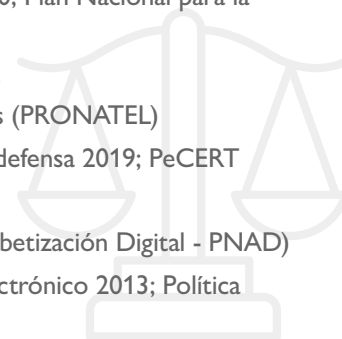 Plan Nacional para la
s (PRONATEL)
defensa 2019; PeCERT
betización Digital - PNAD)
ctrónico 2013; Política